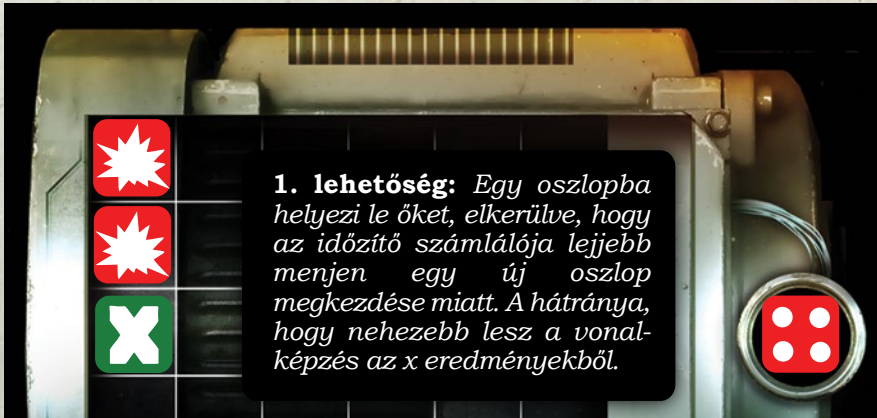 1. lehetőség: Egy oszlopba
helyezi le őket, elkerülve, hogy
az időzítő számlálója lejjebb
menjen egy új oszlop
megkezdése miatt. A hátránya,
hogy nehezebb lesz a vonal-
képzés az x eredményekből.
X